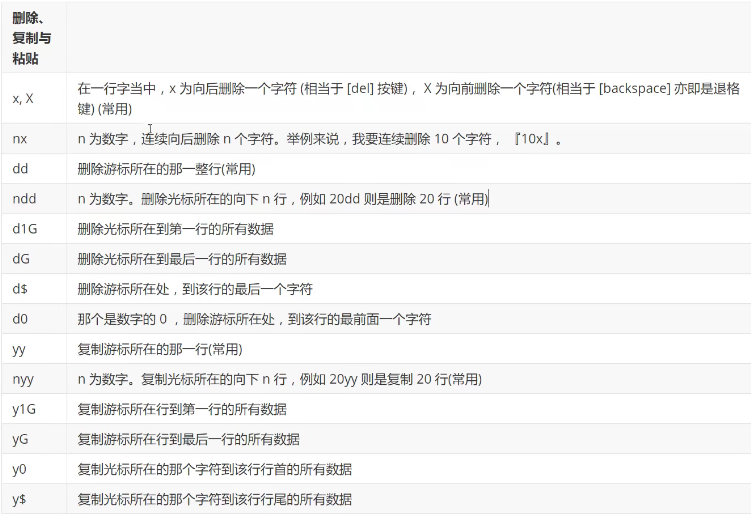 删除、
复制与
粘贴
x, X 在一行字当中，x 为向后删除一个字符 (相当于 [del] 按键)， X 为向前删除一个字符(相当于 [backspace] 亦即是退格
键) (常用)
nx n 为数字，连续向后删除 n 个字符。举例来说，我要连续删除 10 个字符， 『10x』。
dd 删除游标所在的那一整行(常用)
ndd n 为数字。删除光标所在的向下 n 行，例如 20dd 则是删除 20 行 (常用)
d1G 删除光标所在到第一行的所有数据
dG 删除光标所在到最后一行的所有数据
d$ 删除游标所在处，到该行的最后一个字符
d0 那个是数字的 0 ，删除游标所在处，到该行的最前面一个字符
yy 复制游标所在的那一行(常用)
nyy n 为数字。复制光标所在的向下 n 行，例如 20yy 则是复制 20 行(常用)
y1G 复制游标所在行到第一行的所有数据
yG 复制游标所在行到最后一行的所有数据
y0 复制光标所在的那个字符到该行行首的所有数据
y$ 复制光标所在的那个字符到该行行尾的所有数据